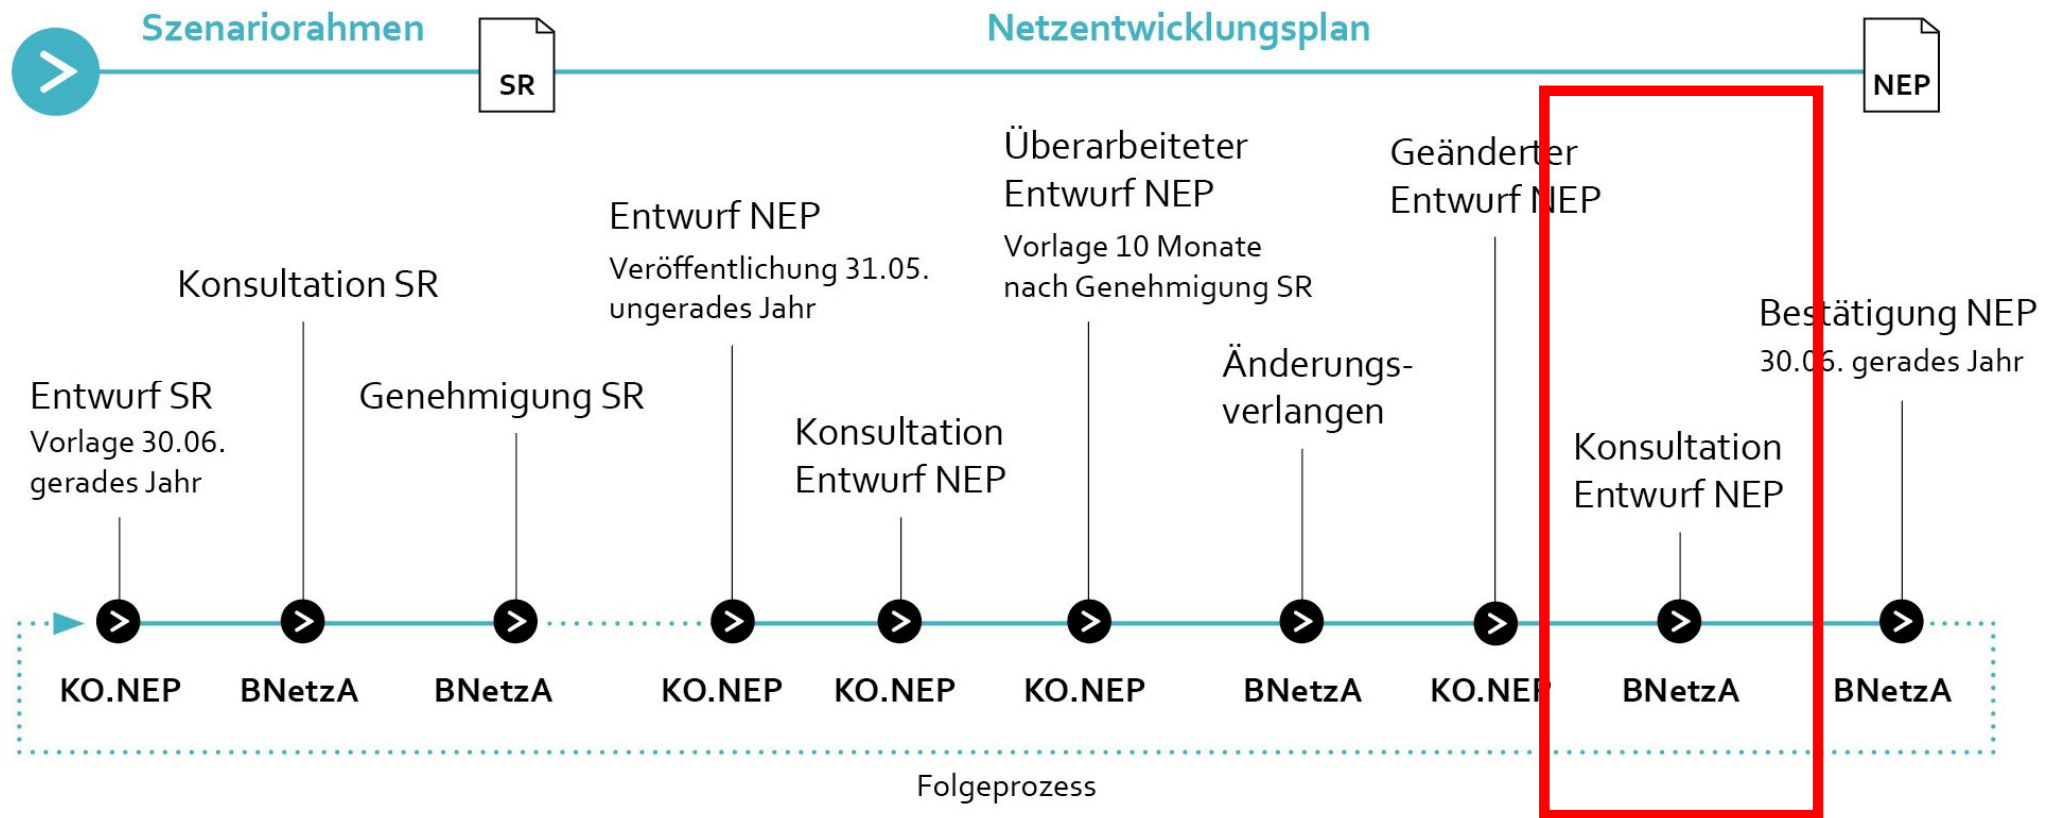 Szenariorahmen
SR
Netzentwicklungsplan
NEP
Entwurf SR
Vorlage 30.06.
gerades Jahr
Konsultation SR
Genehmigung SR
Entwurf NEP
Veröffentlichung 31.05.
ungerades Jahr
Konsultation
Entwurf NEP
Überarbeiteter
Entwurf NEP
Vorlage 10 Monate
nach Genehmigung SR
Änderungs-
verlangen
Geänderter
Entwurf NEP
Konsultation
Entwurf NEP
Bestätigung NEP
30.06. gerades Jahr
KO.NEP
BNetzA
BNetzA
KO.NEP
KO.NEP
KO.NEP
BNetzA
KO.NEP
BNetzA
BNetzA
Folgeprozess